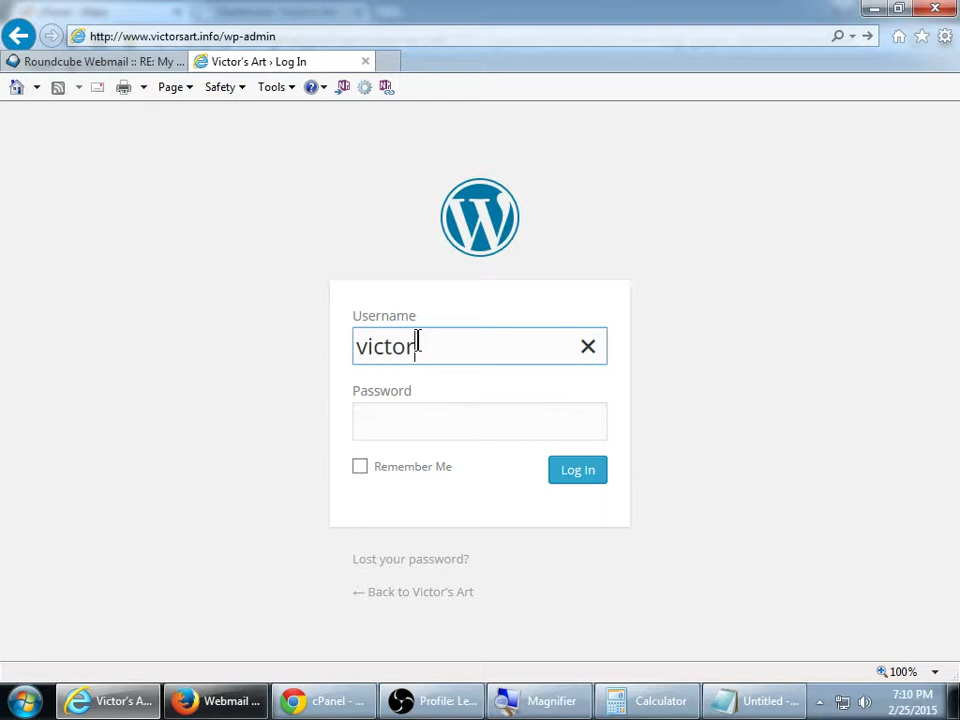 http://www.victorsart.info/wp-admin
Roundcube Webmail :: RE: My ...
Victor's Art › Log In
Page
Safety
Tools
Username
victor
Password
Remember Me
Log In
Lost your password?
← Back to Victor's Art
100%
Victor's A...
Webmail ...
cPanel - ...
Profile: Le...
Magnifier
Calculator
Untitled - ...
7:10 PM
2/25/2015